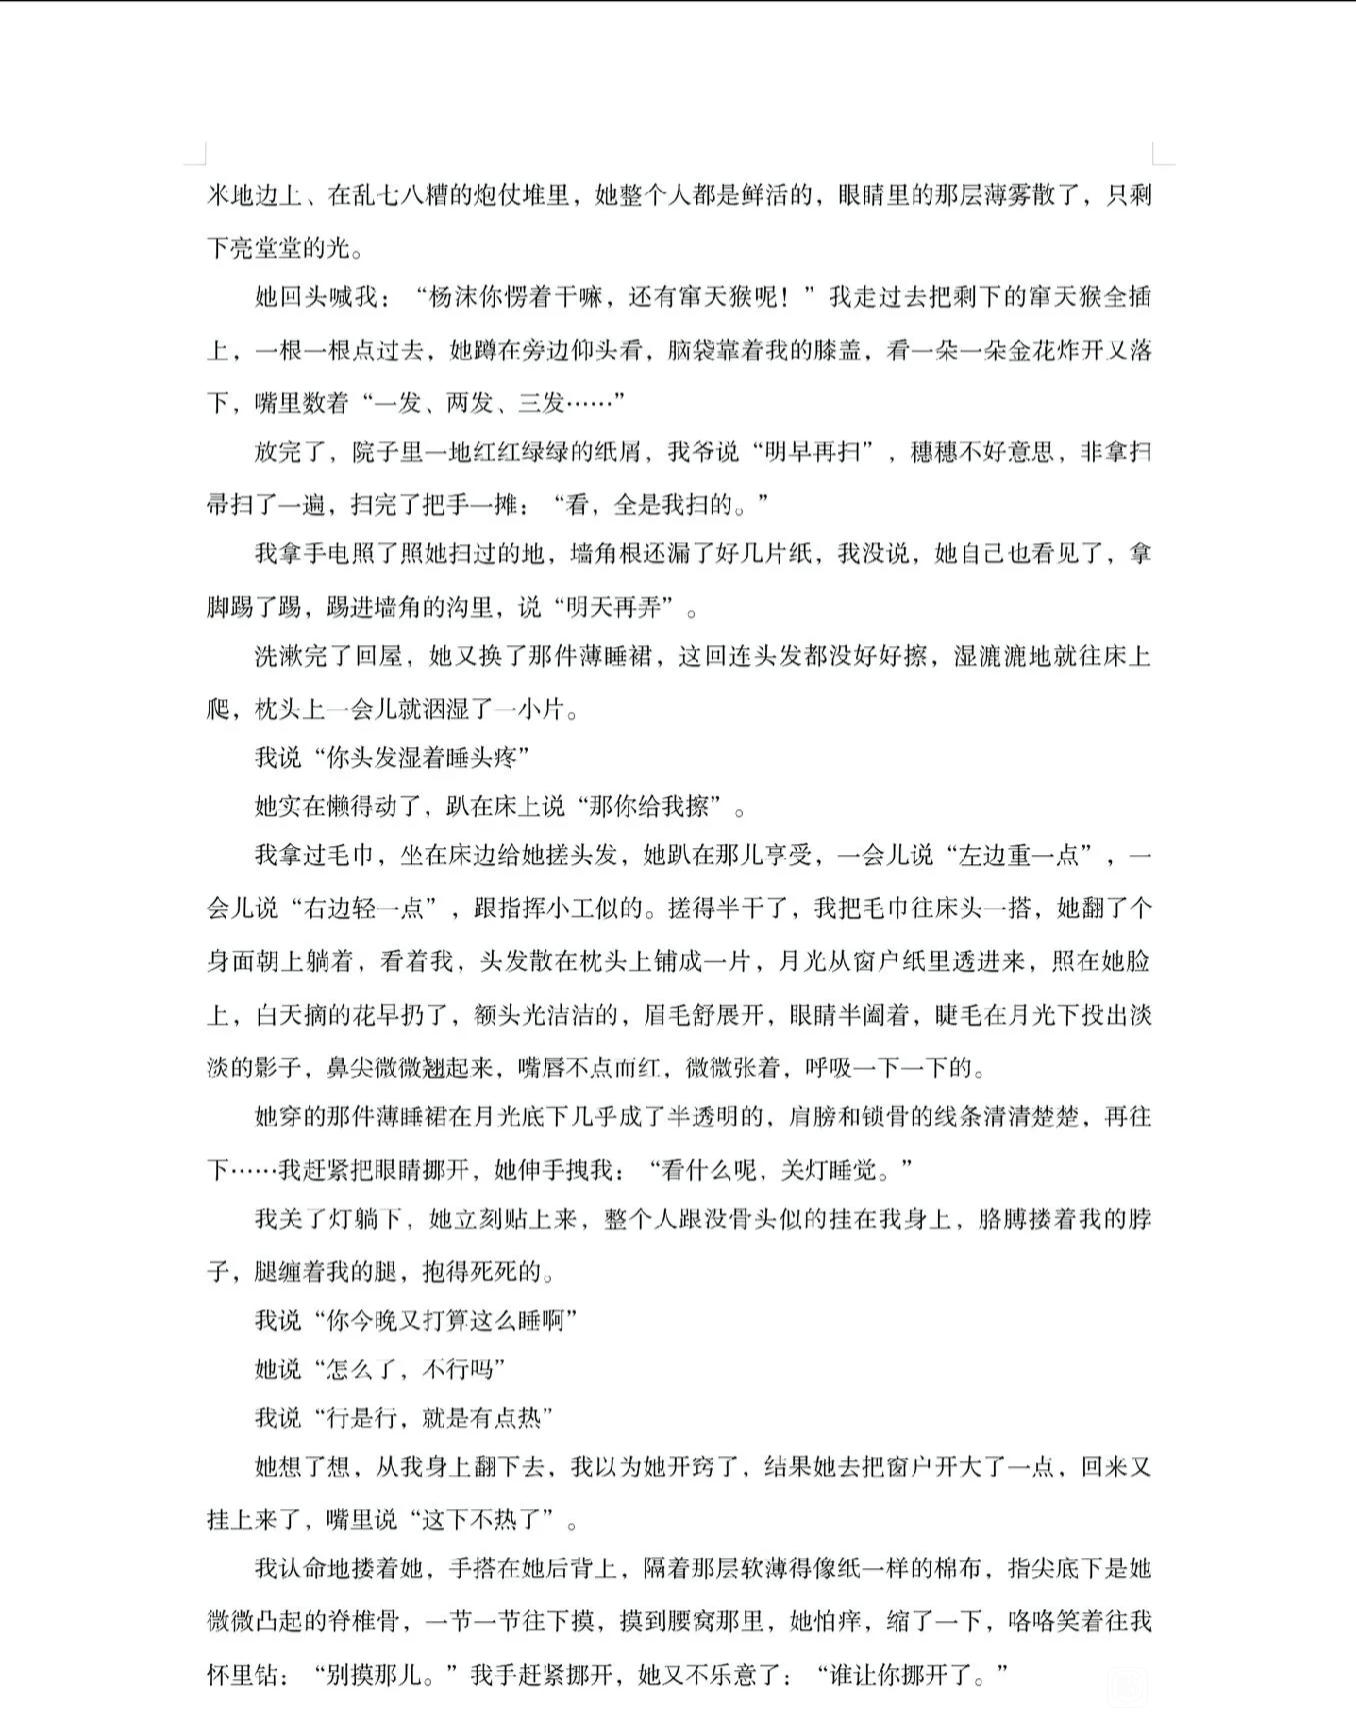 米地边上、在乱七八糟的炮仗堆里，她整个人都是鲜活的，眼睛里的那层薄雾散了，只剩
下亮堂堂的光。
她回头喊我：“杨沫你愣着干嘛，还有窜天猴呢！”我走过去把剩下的窜天猴全插
上，一根一根点过去，她蹲在旁边仰头看，脑袋靠着我的膝盖，看一朵一朵金花炸开又落
下，嘴里数着“一发、两发、三发……”
放完了，院子里一地红红绿绿的纸屑，我爷说“明早再扫”，穗穗不好意思，非拿扫
帚扫了一遍，扫完了把手一摊：“看，全是我扫的。”
我拿手电照了照她扫过的地，墙角根还漏了好几片纸，我没说，她自己也看见了，拿
脚踢了踢，踢进墙角的沟里，说“明天再弄”。
洗漱完了回屋，她又换了那件薄睡裙，这回连头发都没好好擦，湿漉漉地就往床上
爬，枕头上一会儿就洇湿了一小片。
我说“你头发湿着睡头疼”
她实在懒得动了，趴在床上说“那你给我擦”。
我拿过毛巾，坐在床边给她搓头发，她趴在那儿享受，一会儿说“左边重一点”，一
会儿说“右边轻一点”，跟指挥小工似的。搓得半干了，我把毛巾往床头一搭，她翻了个
身面朝上躺着，看着我，头发散在枕头上铺成一片，月光从窗户纸里透进来，照在她脸
上，白天摘的花早扔了，额头光洁洁的，眉毛舒展开，眼睛半阖着，睫毛在月光下投出淡
淡的影子，鼻尖微微翘起来，嘴唇不点而红，微微张着，呼吸一下一下的。
她穿的那件薄睡裙在月光底下几乎成了半透明的，肩膀和锁骨的线条清清楚楚，再往
下……我赶紧把眼睛挪开，她伸手拽我：“看什么呢，关灯睡觉。”
我关了灯躺下，她立刻贴上来，整个人跟没骨头似的挂在我身上，胳膊搂着我的脖
子，腿缠着我的腿，抱得死死的。
我说“你今晚又打算这么睡啊”
她说“怎么了，不行吗”
我说“行是行，就是有点热”
她想了想，从我身上翻下去，我以为她开窍了，结果她去把窗户开大了一点，回来又
挂上来了，嘴里说“这下不热了”。
我认命地搂着她，手搭在她后背上，隔着那层软薄得像纸一样的棉布，指尖底下是她
微微凸起的脊椎骨，一节一节往下摸，摸到腰窝那里，她怕痒，缩了一下，咯咯笑着往我
怀里钻：“别摸那儿。”我手赶紧挪开，她又不乐意了：“谁让你挪开了。”